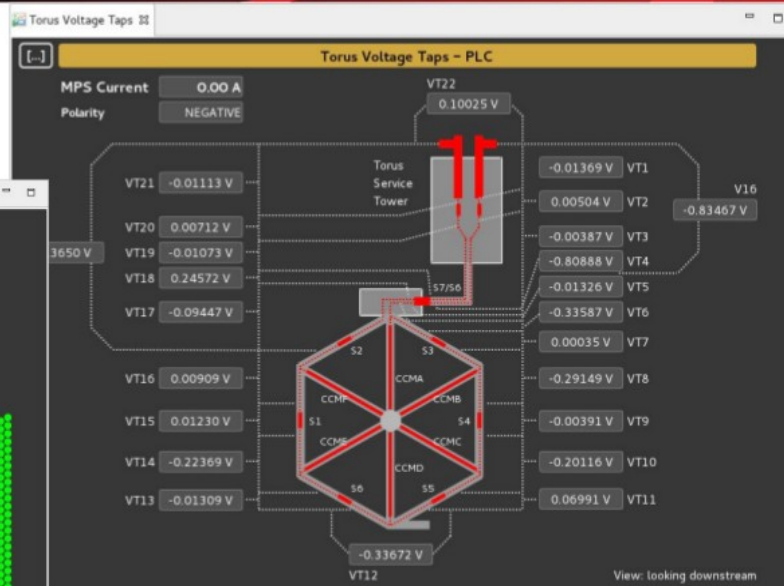 Torus Voltage Taps
[...] Torus Voltage Taps – PLC
MPS Current 0.00 A
Polarity NEGATIVE
VT22
0.10025 V
Torus
Service
Tower
VT21 -0.01113 V
VT20 0.00712 V
VT19 -0.01073 V
3650 V
VT18 0.24572 V
VT17 -0.09447 V
VT16 0.00909 V
VT15 0.01230 V
VT14 -0.22369 V
VT13 -0.01309 V
-0.01369 V VT1
0.00504 V VT2
-0.00387 V VT3
-0.80888 V VT4
-0.01326 V VT5
-0.33587 V VT6
0.00035 V VT7
-0.29149 V VT8
-0.00391 V VT9
-0.20116 V VT10
0.06991 V VT11
V16
-0.83467 V
S7/S6
S2
S3
CCMA
CCMF
CCMB
S1
S4
CCME
CCMC
CCMD
S6
S5
-0.33672 V
VT12
View: looking downstream